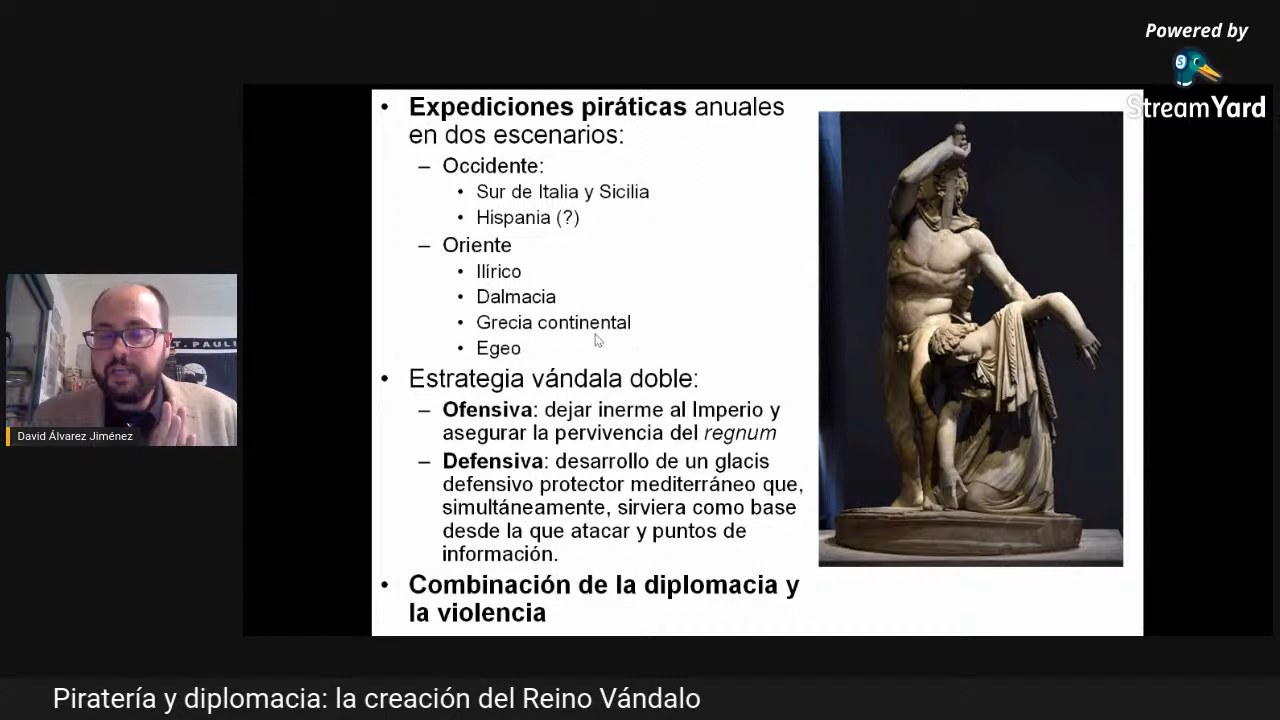 Powered by
StreamYard
• Expediciones piráticas anuales
en dos escenarios:
– Occidente:
• Sur de Italia y Sicilia
• Hispania (?)
– Oriente
• Ilírico
• Dalmacia
• Grecia continental
• Egeo
• Estrategia vándala doble:
– Ofensiva: dejar inerme al Imperio y
asegurar la pervivencia del regnum
– Defensiva: desarrollo de un glacis
defensivo protector mediterráneo que,
simultáneamente, sirviera como base
desde la que atacar y puntos de
información.
• Combinación de la diplomacia y
la violencia
T. PAULI
David Álvarez Jiménez
Piratería y diplomacia: la creación del Reino Vándalo